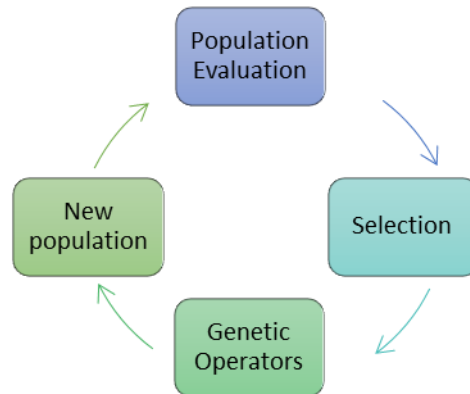 Population
Evaluation
Selection
Genetic
Operators
New
population